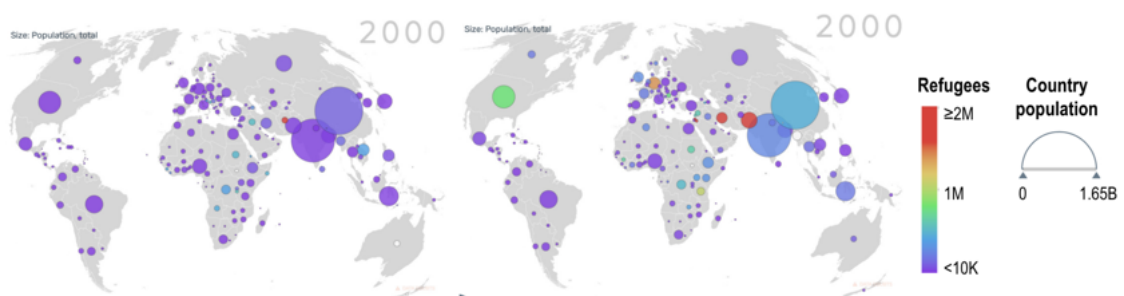 Size: Population, total
2000
Size: Population, total
2000
Refugees
≥2M
1M
<10K
Country
population
0
1.65B